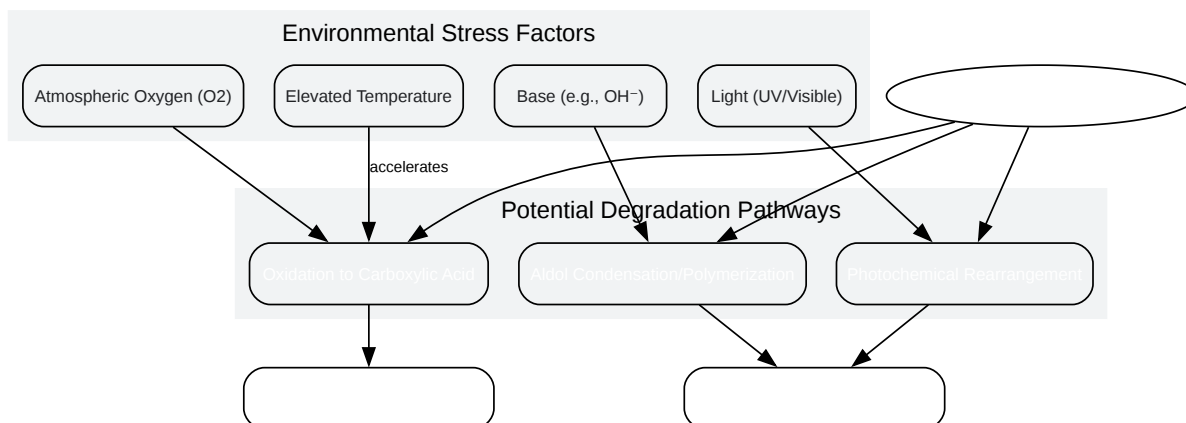 Environmental Stress Factors
Atmospheric Oxygen (O2)
Elevated Temperature
Base (e.g., OH⁻)
Light (UV/Visible)
accelerates
Potential Degradation Pathways
Oxidation to Carboxylic Acid
Aldol Condensation/Polymerization
Photochemical Rearrangement